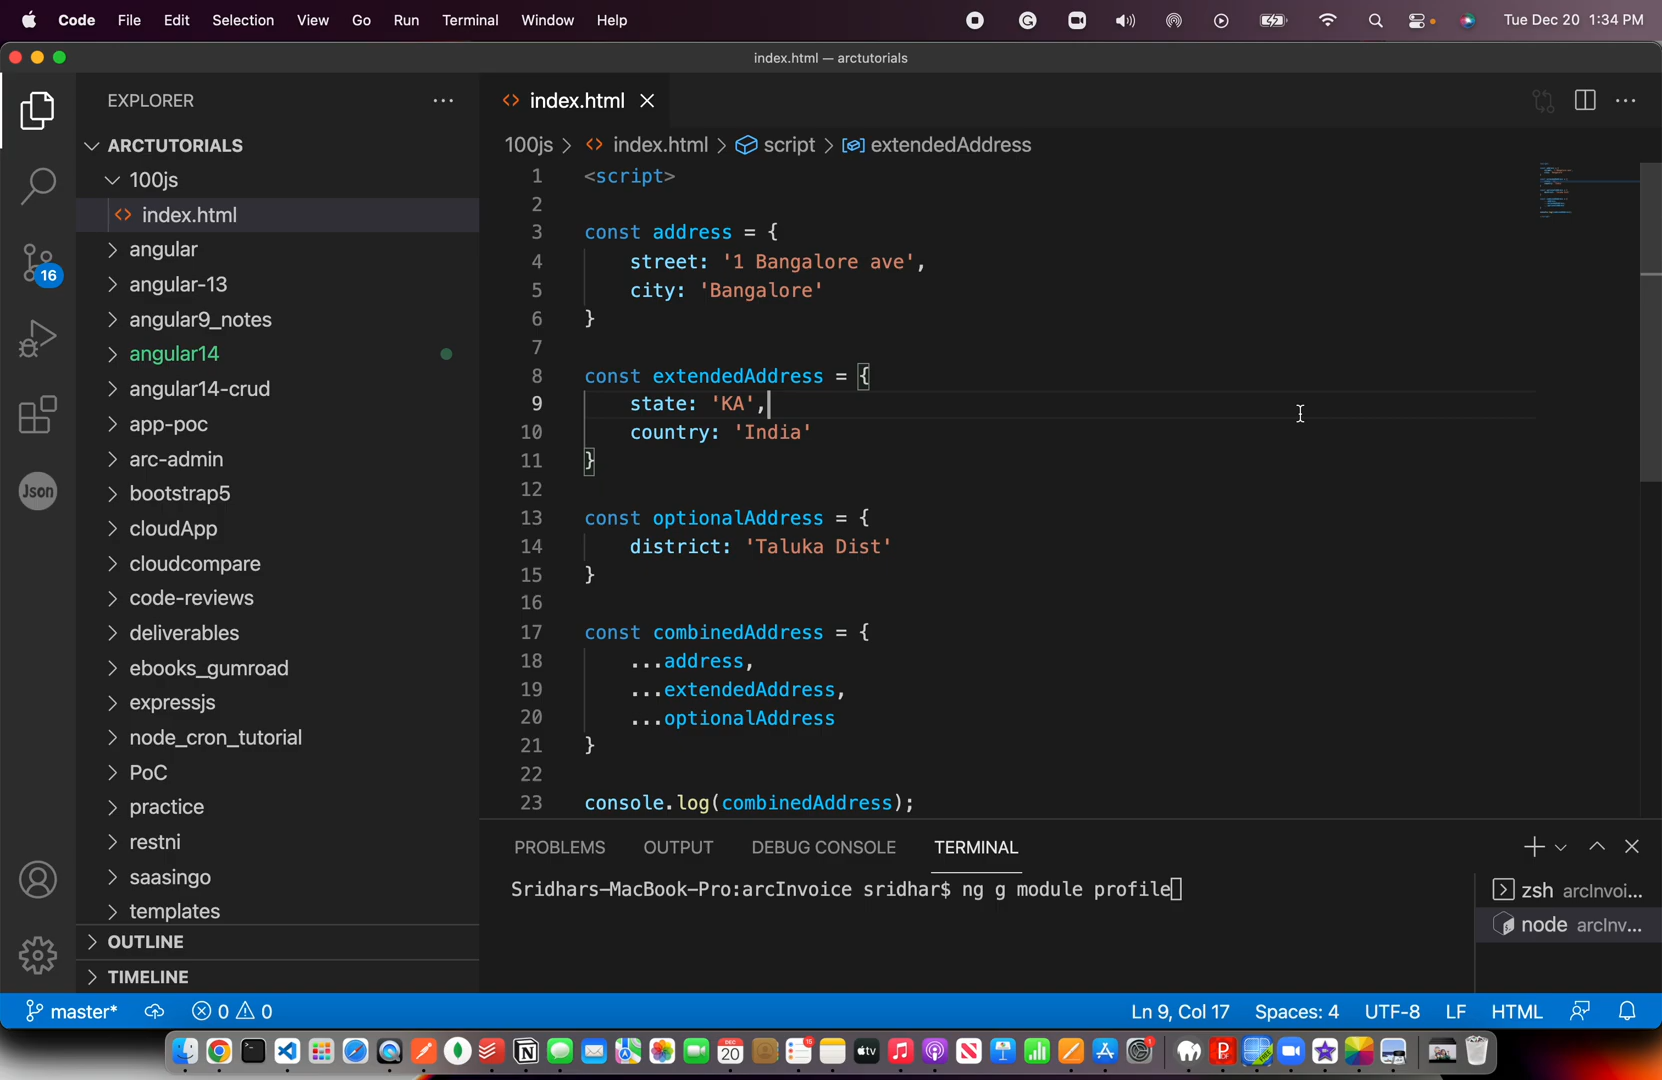 Code File Edit Selection View Go Run Terminal Window Help Tue Dec 20 1:34 PM
index.html — arctutorials
EXPLORER
index.html
ARCTUTORIALS
100js > index.html > script > extendedAddress
100js
index.html
angular
angular-13
angular9_notes
angular14
angular14-crud
app-poc
arc-admin
bootstrap5
cloudApp
cloudcompare
code-reviews
deliverables
ebooks_gumroad
expressjs
node_cron_tutorial
PoC
practice
restni
saasingo
templates
OUTLINE
TIMELINE
16
Json
1 <script>
2
3 const address = {
4 street: '1 Bangalore ave',
5 city: 'Bangalore'
6 }
7
8 const extendedAddress = {
9 state: 'KA',
10 country: 'India'
11 }
12
13 const optionalAddress = {
14 district: 'Taluka Dist'
15 }
16
17 const combinedAddress = {
18 ...address,
19 ...extendedAddress,
20 ...optionalAddress
21 }
22
23 console.log(combinedAddress);
PROBLEMS OUTPUT DEBUG CONSOLE TERMINAL
Sridhars-MacBook-Pro:arcInvoice sridhar$ ng g module profile
zsh arcInvoi...
node arcInv...
master* 0 0 Ln 9, Col 17 Spaces: 4 UTF-8 LF HTML
DEC
20
tv